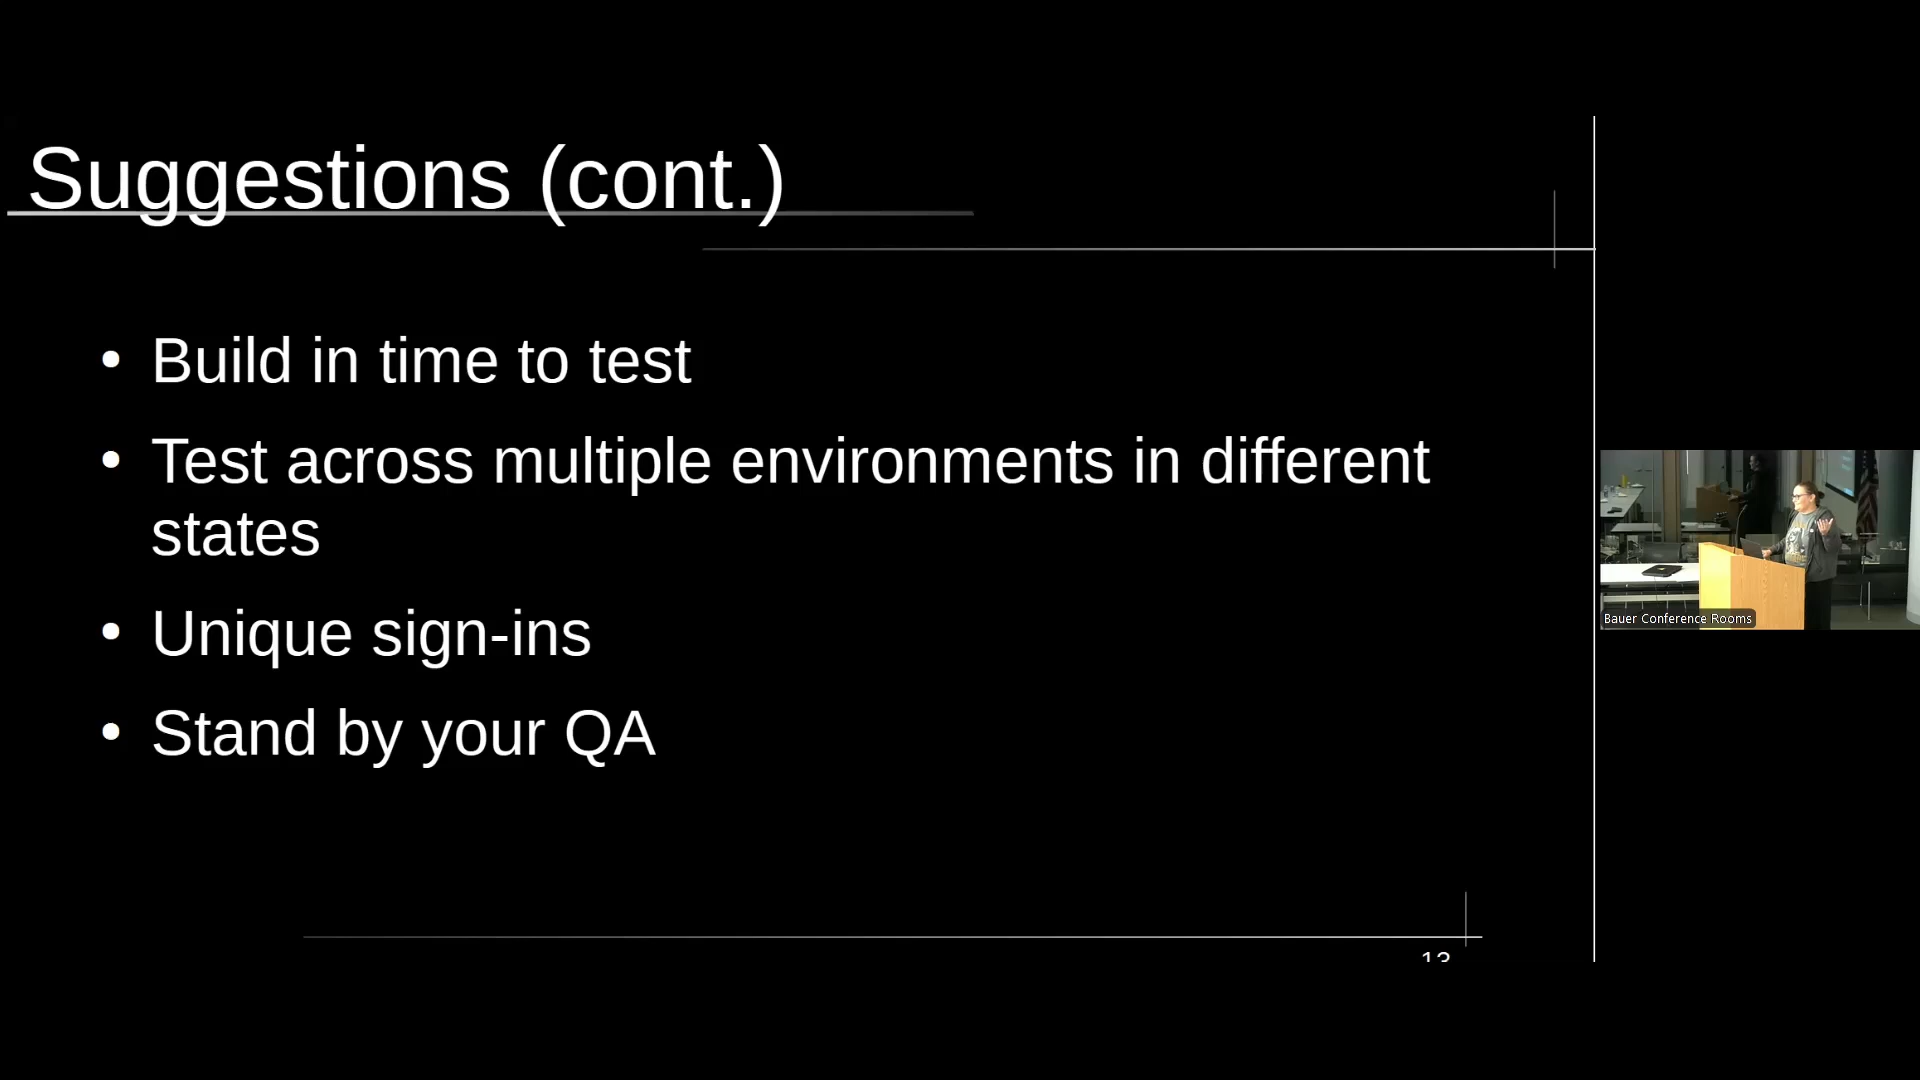 Suggestions (cont.)
• Build in time to test
• Test across multiple environments in different
states
• Unique sign-ins
• Stand by your QA
Bauer Conference Rooms